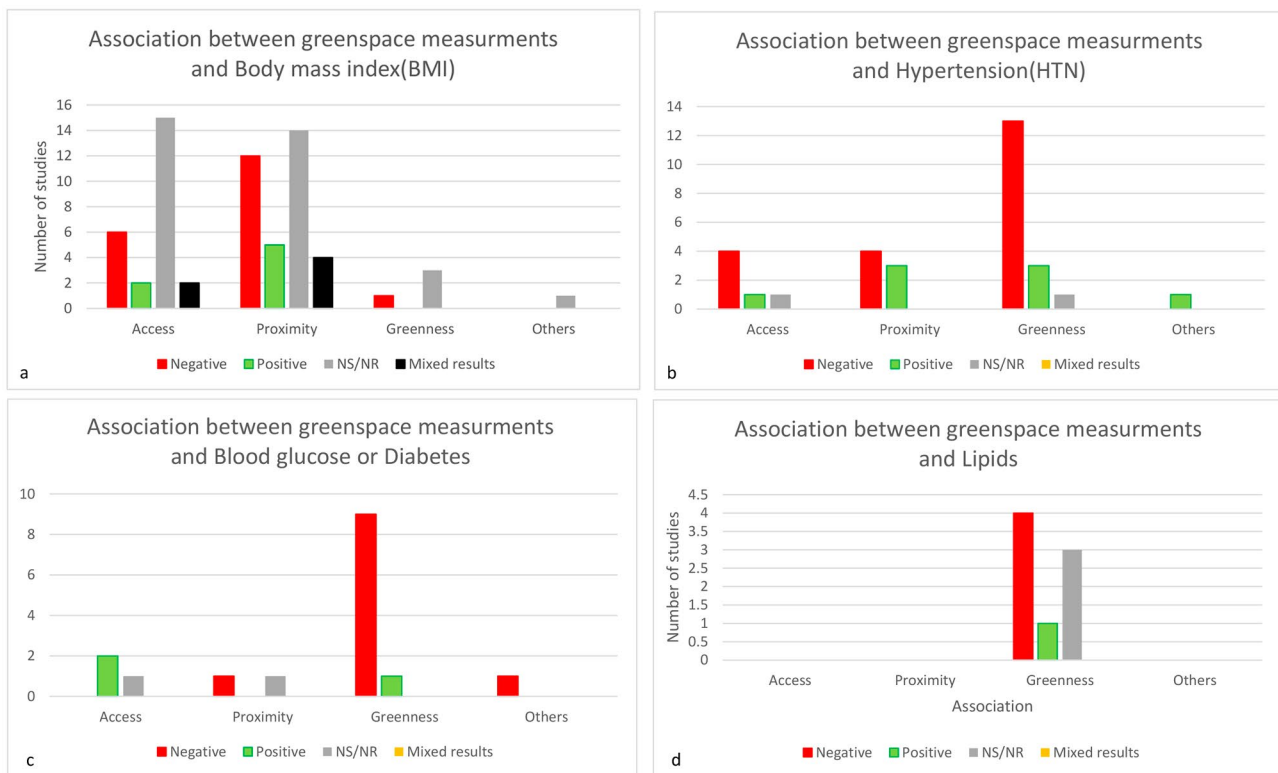 Association between greenspace measurments
and Body mass index(BMI)
Number of studies
16
14
12
10
8
6
4
2
0
Access Proximity Greenness Others
Negative Positive NS/NR Mixed results
a
Association between greenspace measurments
and Hypertension(HTN)
14
12
10
8
6
4
2
0
Access Proximity Greenness Others
Negative Positive NS/NR Mixed results
b
Association between greenspace measurments
and Blood glucose or Diabetes
10
8
6
4
2
0
Access Proximity Greenness Others
Negative Positive NS/NR Mixed results
c
Association between greenspace measurments
and Lipids
Number of studies
4.5
4
3.5
3
2.5
2
1.5
1
0.5
0
Access Proximity Greenness Others
Association
Negative Positive NS/NR Mixed results
d